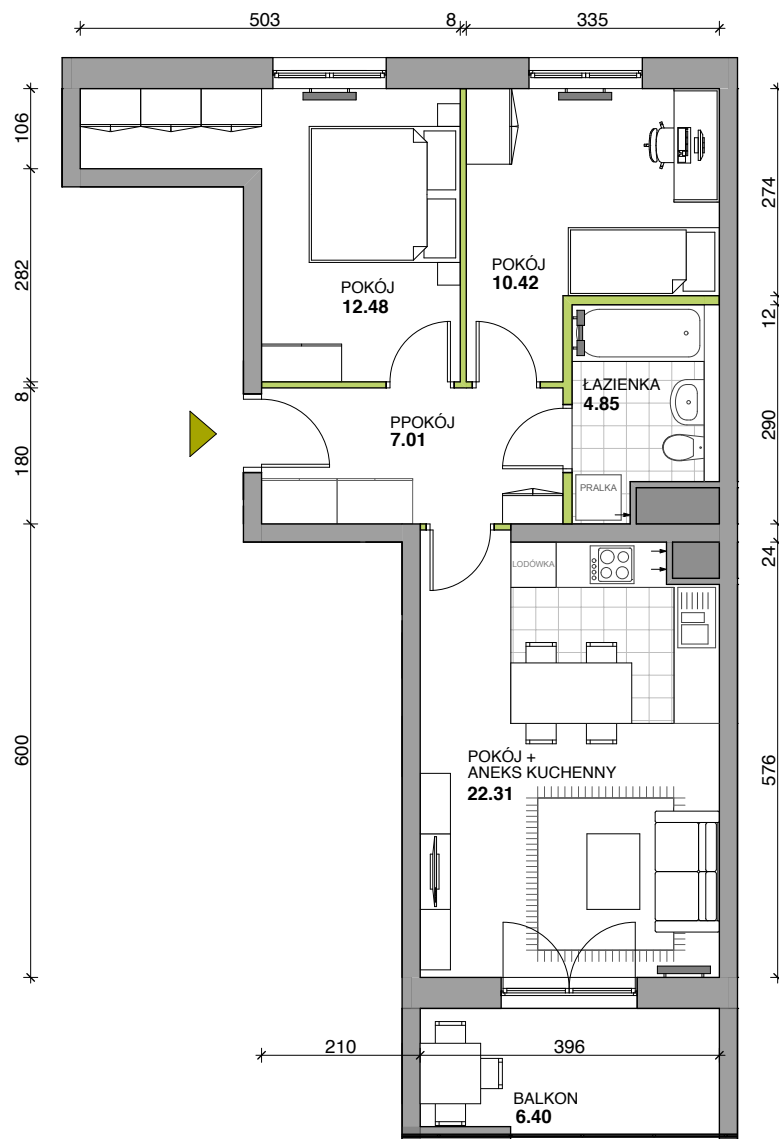 503
8
335
106
282
8
180
600
274
12
290
24
576
POKÓJ
12.48
POKÓJ
10.42
ŁAZIENKA
4.85
PPOKÓJ
7.01
PRALKA
LODÓWKA
POKÓJ +
ANEKS KUCHENNY
22.31
210
396
BALKON
6.40